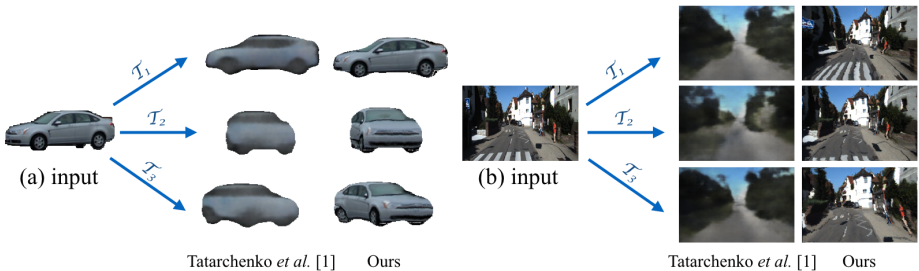 𝒯₁
𝒯₂
𝒯₃
(a) input
Tatarchenko et al. [1] Ours
𝒯₁
𝒯₂
𝒯₃
(b) input
Tatarchenko et al. [1] Ours